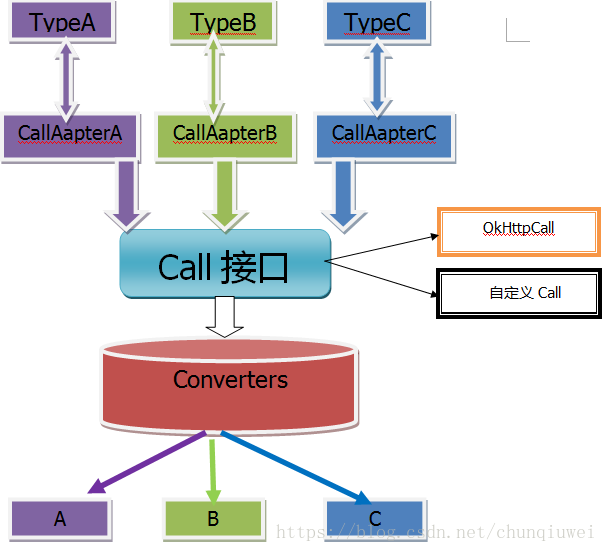 TypeA TypeB TypeC
CallAapterA CallAapterB CallAapterC
OkHttpCall
Call 接口
自定义 Call
Converters
A B C
https://blog.csdn.net/chunqiuwei